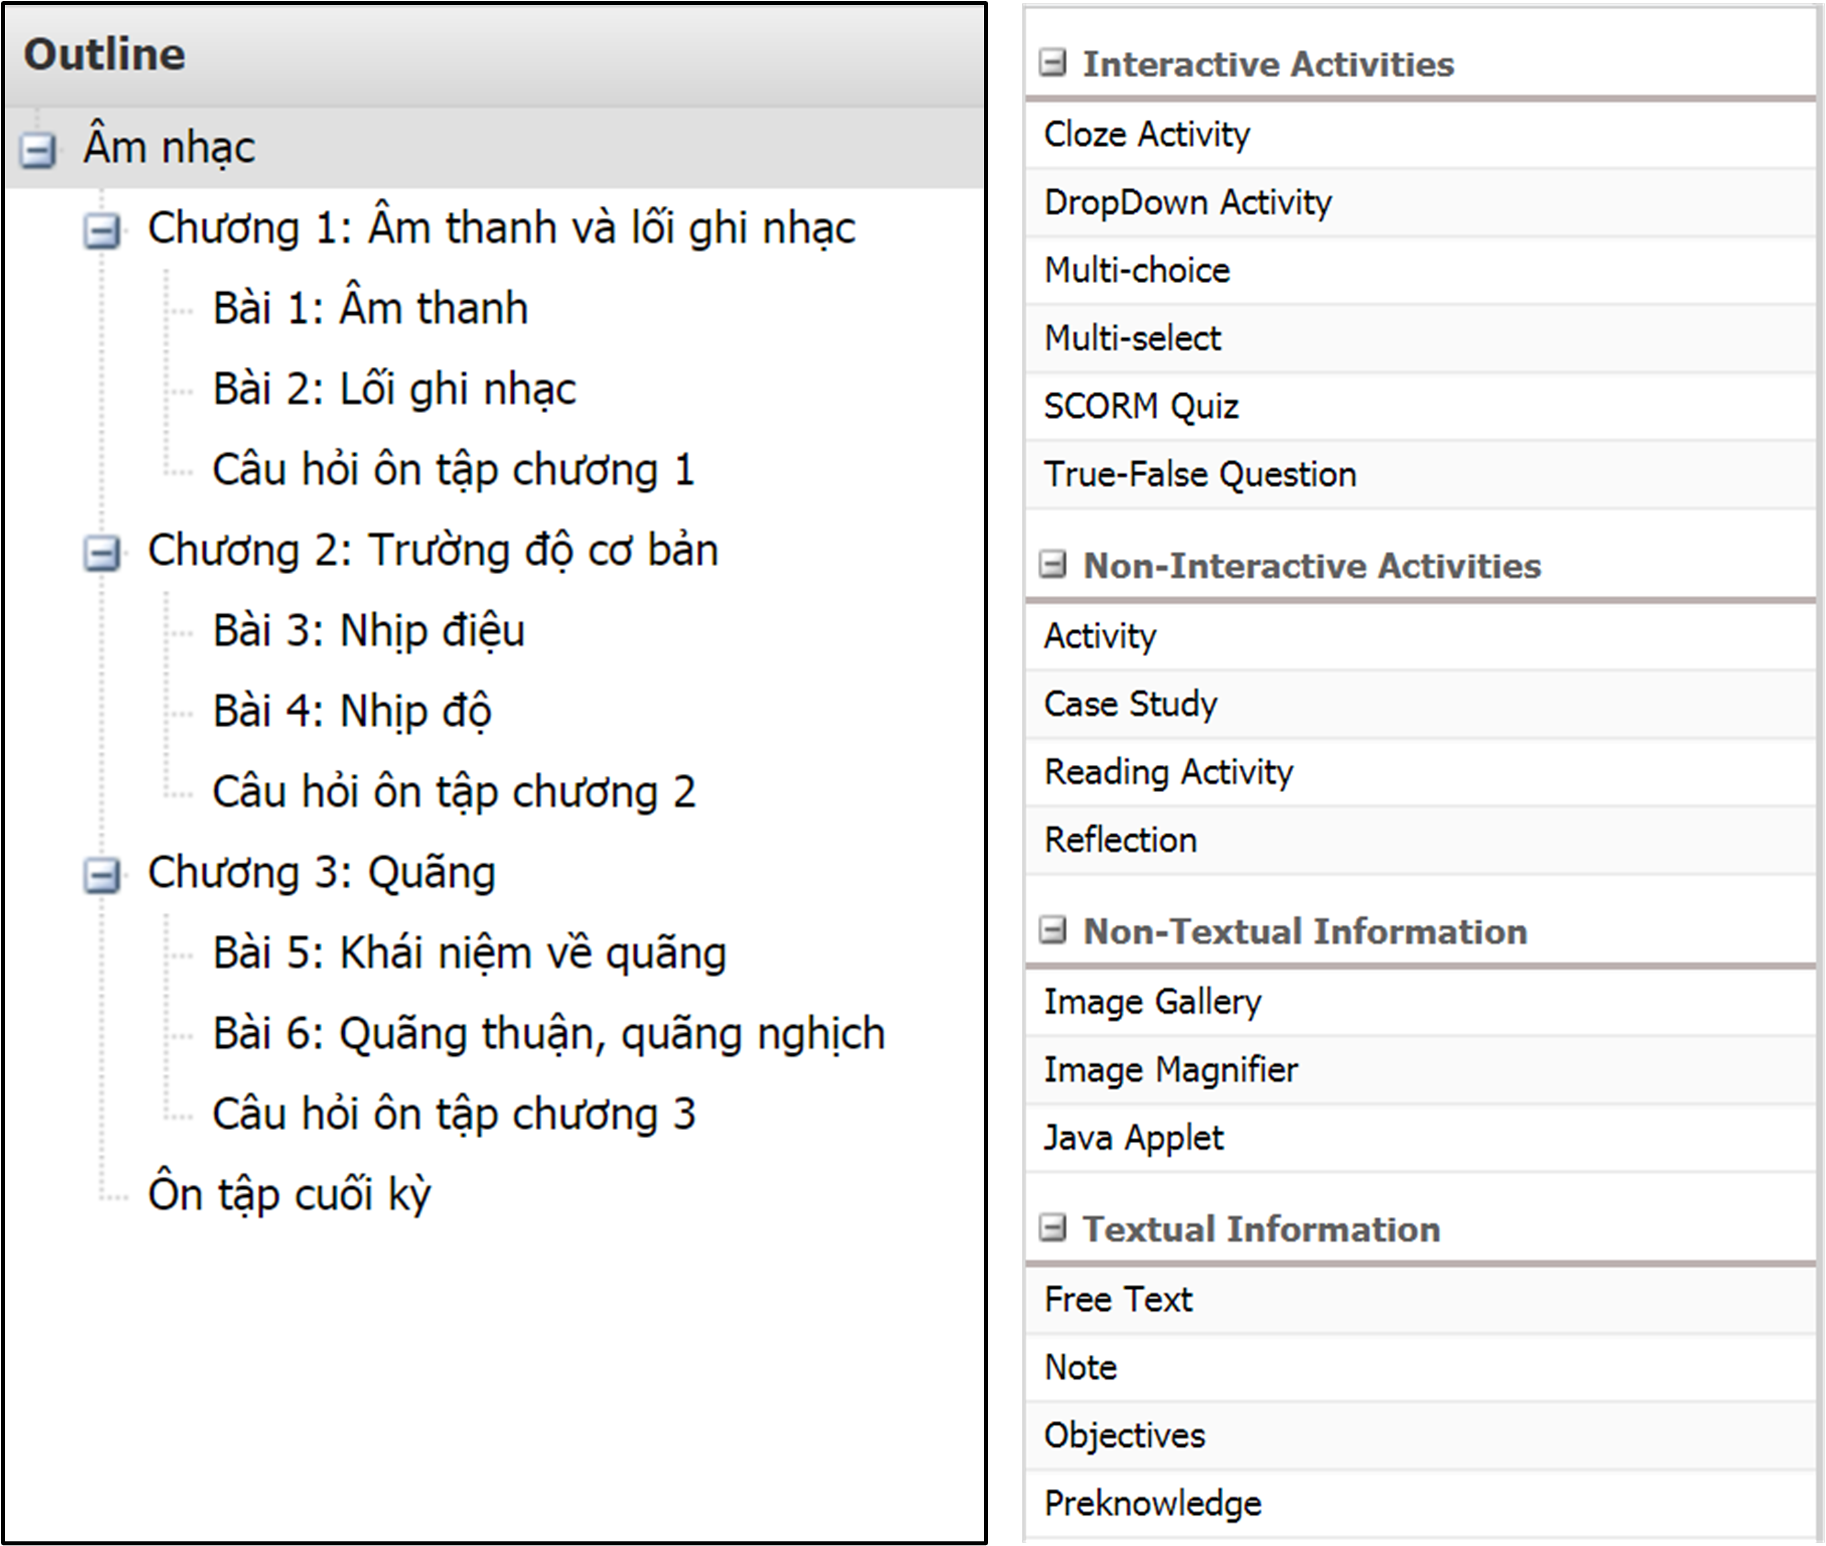 Outline
Âm nhạc
Chương 1: Âm thanh và lối ghi nhạc
Bài 1: Âm thanh
Bài 2: Lối ghi nhạc
Câu hỏi ôn tập chương 1
Chương 2: Trường độ cơ bản
Bài 3: Nhịp điệu
Bài 4: Nhịp độ
Câu hỏi ôn tập chương 2
Chương 3: Quãng
Bài 5: Khái niệm về quãng
Bài 6: Quãng thuận, quãng nghịch
Câu hỏi ôn tập chương 3
Ôn tập cuối kỳ
Interactive Activities
Cloze Activity
DropDown Activity
Multi-choice
Multi-select
SCORM Quiz
True-False Question
Non-Interactive Activities
Activity
Case Study
Reading Activity
Reflection
Non-Textual Information
Image Gallery
Image Magnifier
Java Applet
Textual Information
Free Text
Note
Objectives
Preknowledge